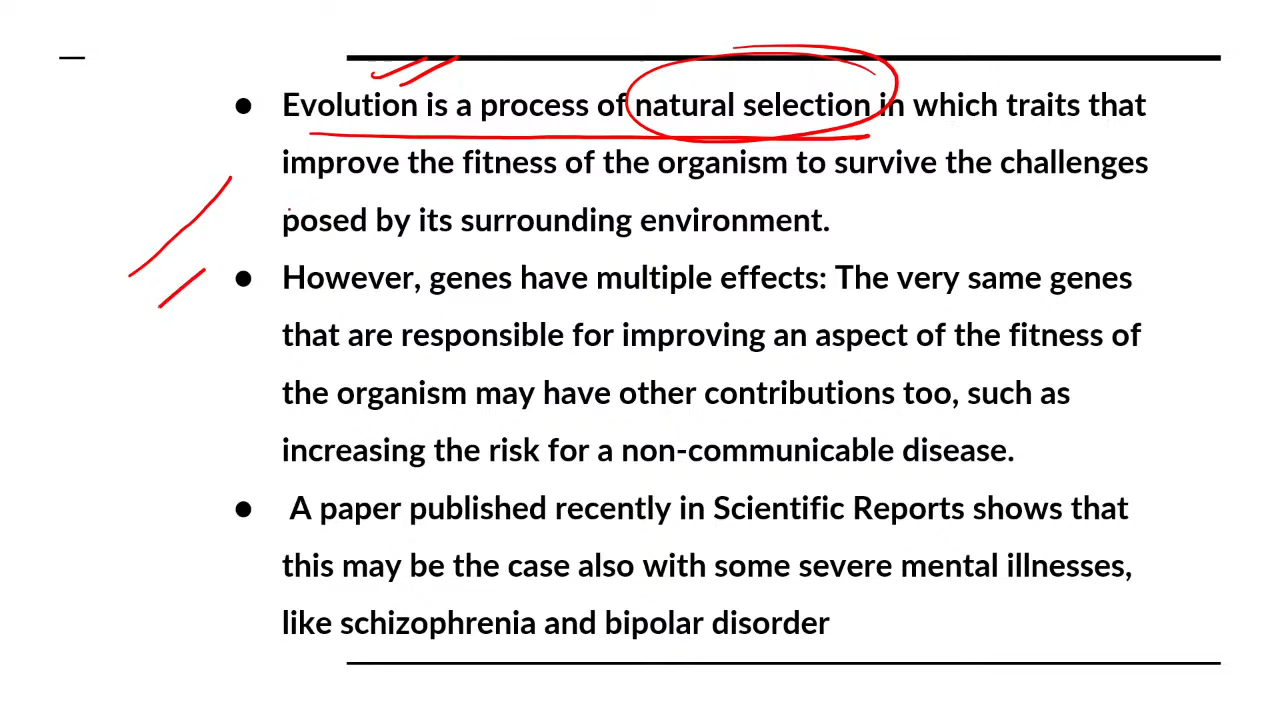 ● Evolution is a process of natural selection in which traits that
improve the fitness of the organism to survive the challenges
posed by its surrounding environment.
● However, genes have multiple effects: The very same genes
that are responsible for improving an aspect of the fitness of
the organism may have other contributions too, such as
increasing the risk for a non-communicable disease.
● A paper published recently in Scientific Reports shows that
this may be the case also with some severe mental illnesses,
like schizophrenia and bipolar disorder